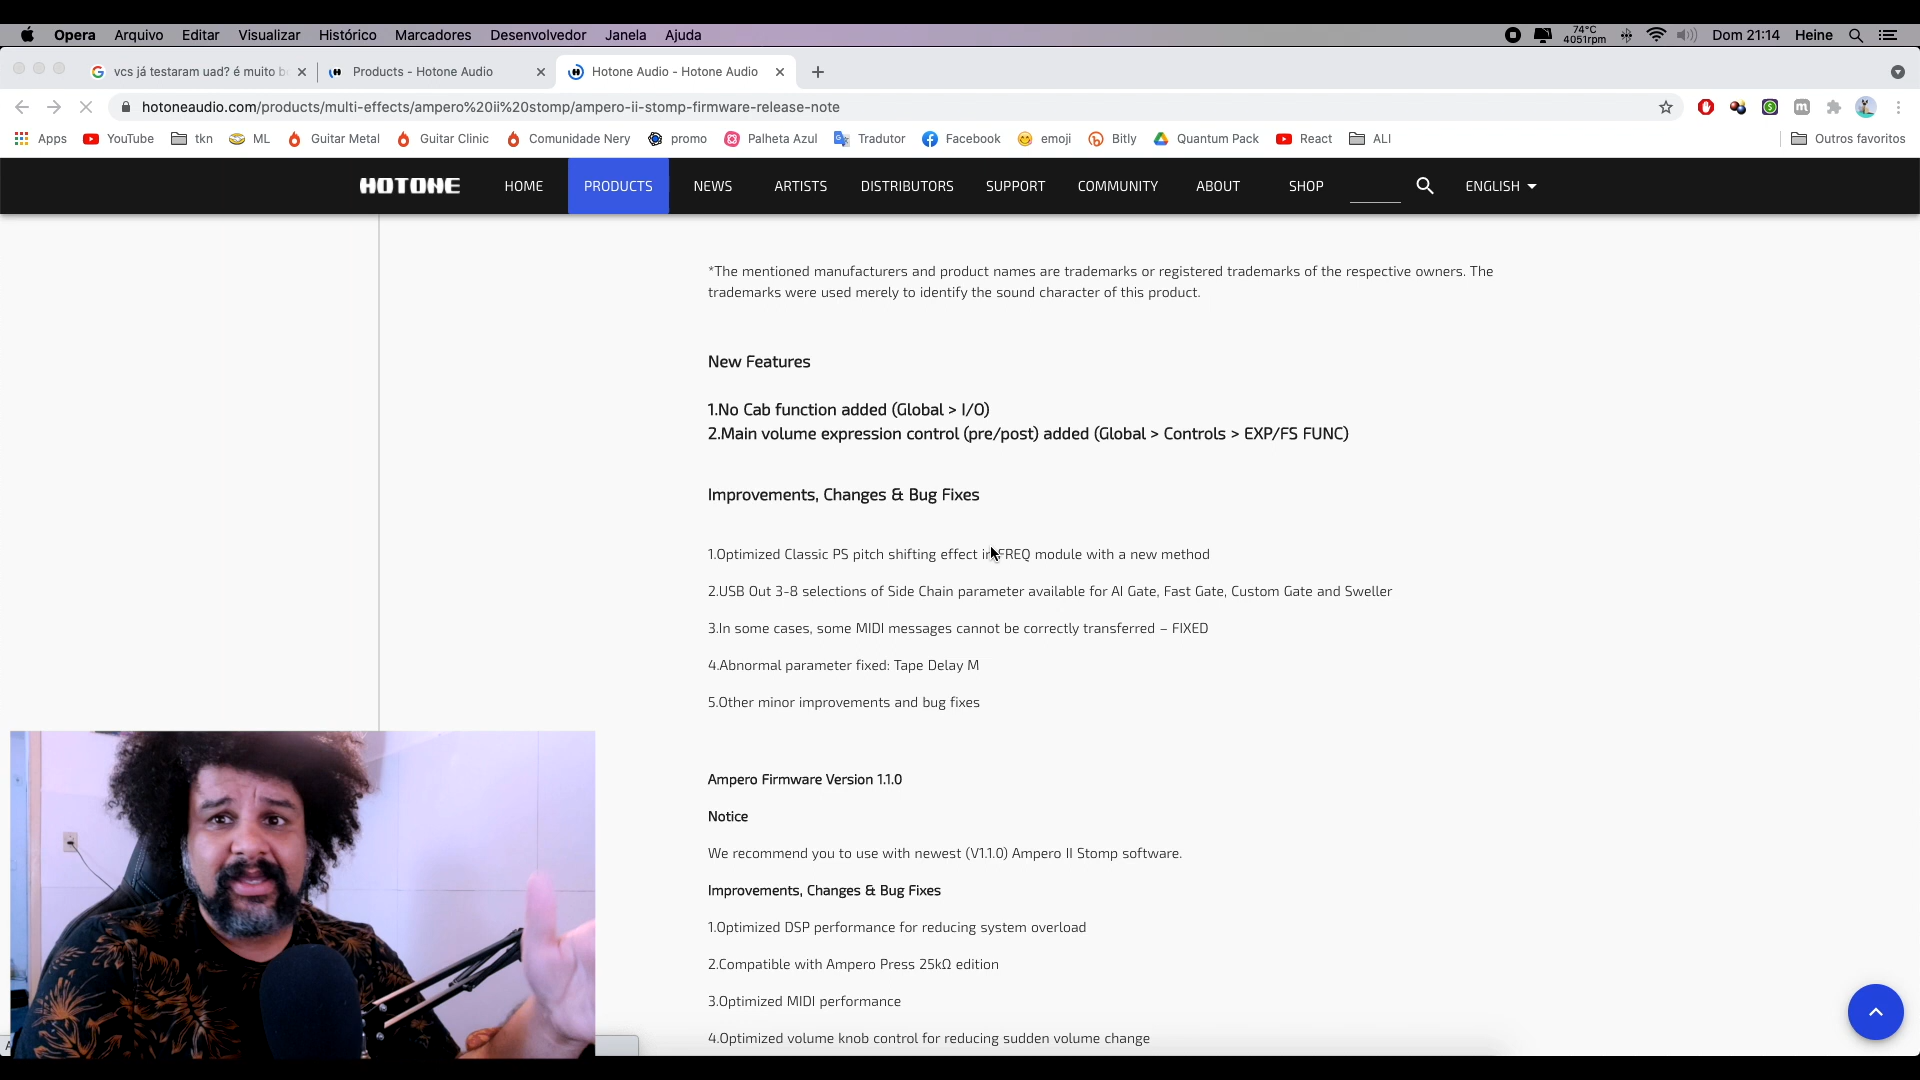 Opera Arquivo Editar Visualizar Histórico Marcadores Desenvolvedor Janela Ajuda 74°C 4051rpm Dom 21:14 Heine
vcs já testaram uad? é muito b Products - Hotone Audio Hotone Audio - Hotone Audio
hotoneaudio.com/products/multi-effects/ampero%20ii%20stomp/ampero-ii-stomp-firmware-release-note
Apps YouTube tkn ML Guitar Metal Guitar Clinic Comunidade Nery promo Palheta Azul Tradutor Facebook emoji Bitly Quantum Pack React ALI Outros favoritos
HOTONE HOME PRODUCTS NEWS ARTISTS DISTRIBUTORS SUPPORT COMMUNITY ABOUT SHOP ENGLISH
*The mentioned manufacturers and product names are trademarks or registered trademarks of the respective owners. The
trademarks were used merely to identify the sound character of this product.
New Features
1.No Cab function added (Global > I/O)
2.Main volume expression control (pre/post) added (Global > Controls > EXP/FS FUNC)
Improvements, Changes & Bug Fixes
1.Optimized Classic PS pitch shifting effect in FREQ module with a new method
2.USB Out 3-8 selections of Side Chain parameter available for AI Gate, Fast Gate, Custom Gate and Sweller
3.In some cases, some MIDI messages cannot be correctly transferred – FIXED
4.Abnormal parameter fixed: Tape Delay M
5.Other minor improvements and bug fixes
Ampero Firmware Version 1.1.0
Notice
We recommend you to use with newest (V1.1.0) Ampero II Stomp software.
Improvements, Changes & Bug Fixes
1.Optimized DSP performance for reducing system overload
2.Compatible with Ampero Press 25kΩ edition
3.Optimized MIDI performance
4.Optimized volume knob control for reducing sudden volume change